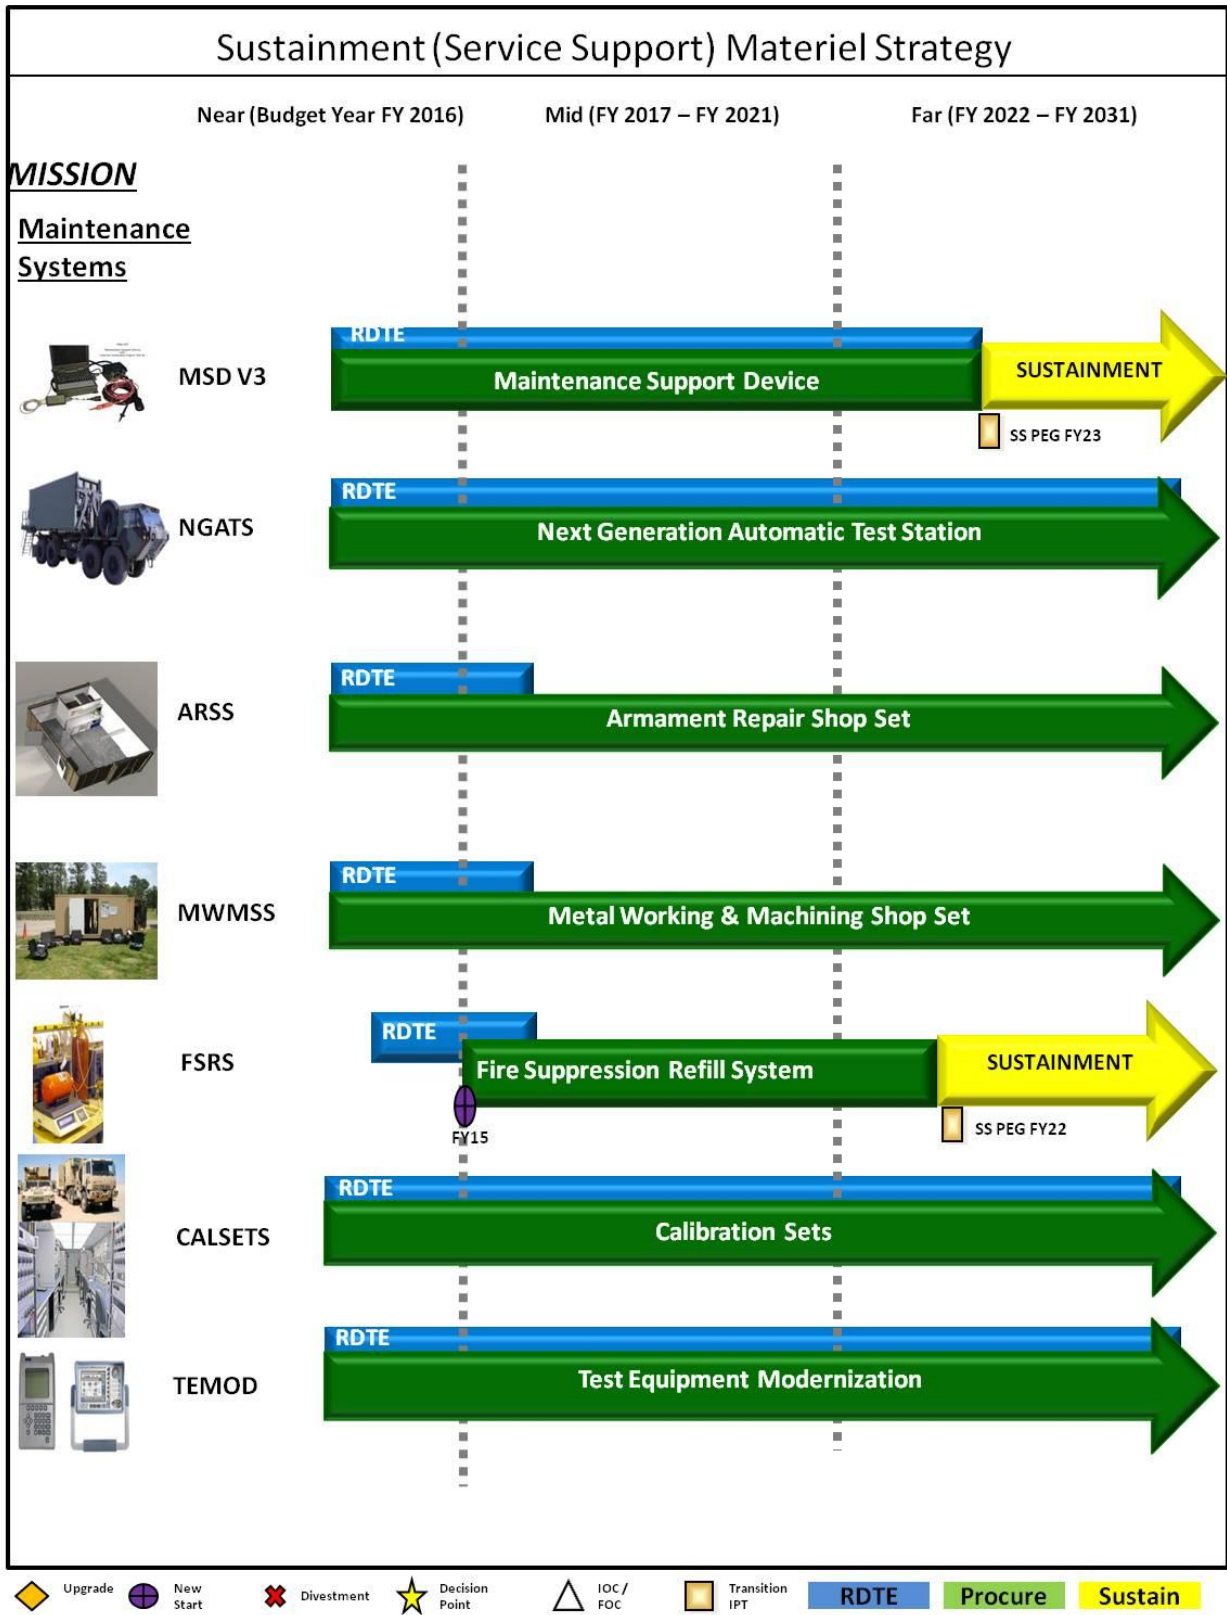 Sustainment (Service Support) Materiel Strategy
Near (Budget Year FY 2016) Mid (FY 2017 – FY 2021) Far (FY 2022 – FY 2031)
MISSION
Maintenance
Systems
RDTE
MSD V3
Maintenance Support Device
SUSTAINMENT
SS PEG FY23
RDTE
NGATS
Next Generation Automatic Test Station
RDTE
ARSS
Armament Repair Shop Set
RDTE
MWMSS
Metal Working & Machining Shop Set
RDTE
FSRS
Fire Suppression Refill System
SUSTAINMENT
FY15
SS PEG FY22
RDTE
CALSETS
Calibration Sets
RDTE
TEMOD
Test Equipment Modernization
Upgrade
New
Start
Divestment
Decision
Point
IOC /
FOC
Transition
IPT
RDTE
Procure
Sustain